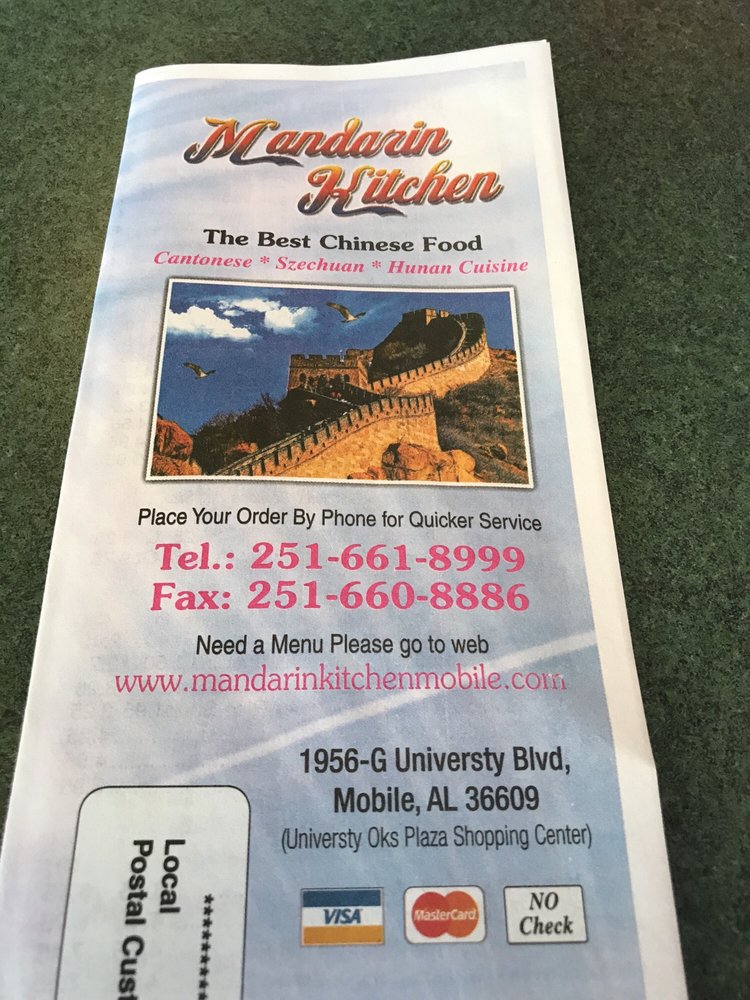 Mandarin
Kitchen
The Best Chinese Food
Cantonese * Szechuan * Hunan Cuisine
Place Your Order By Phone for Quicker Service
Tel.: 251-661-8999
Fax: 251-660-8886
Need a Menu Please go to web
www.mandarinkitchenmobile.com
1956-G Universty Blvd,
Mobile, AL 36609
(Universty Oks Plaza Shopping Center)
VISA
MasterCard
NO
Check
**********
Local
Postal Cust